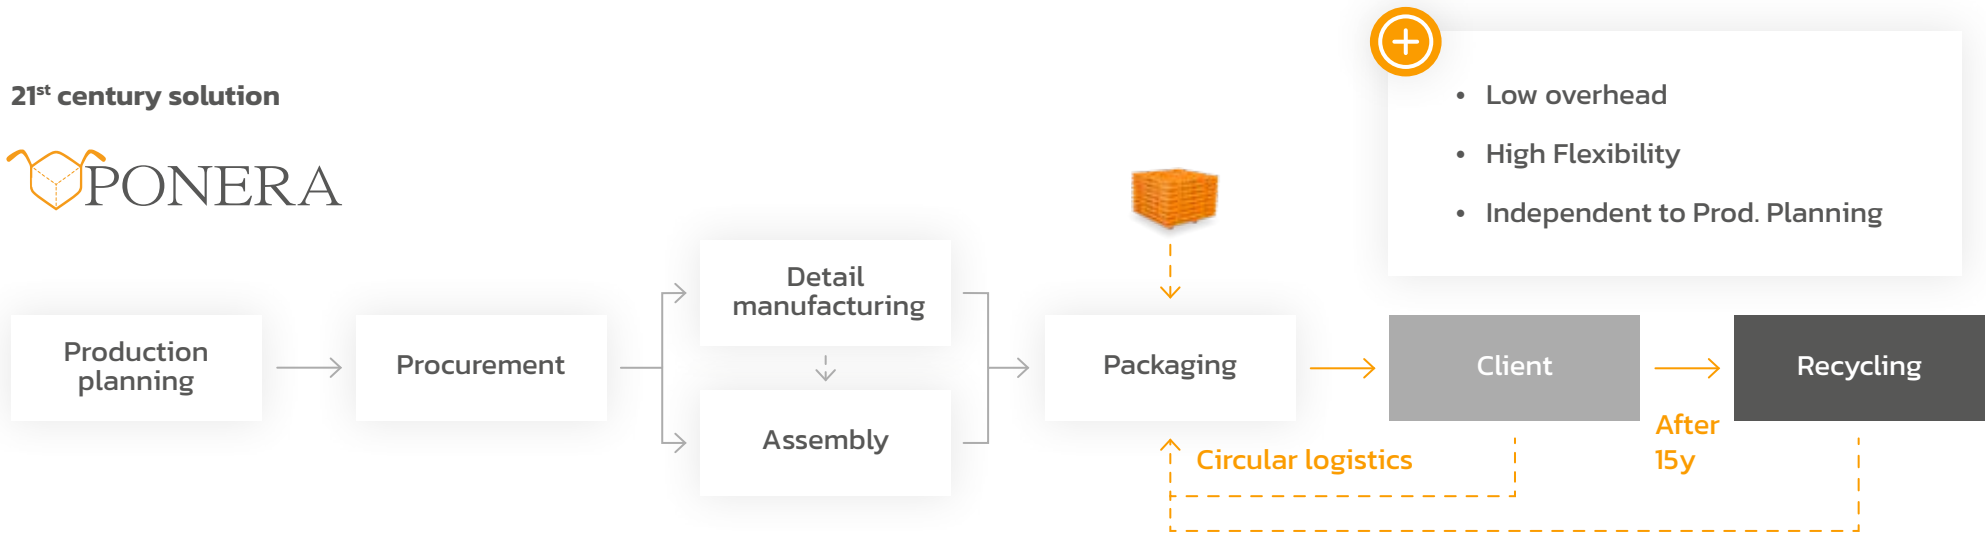 21st century solution
PONERA
Low overhead
High Flexibility
Independent to Prod. Planning
Production
planning
Procurement
Detail
manufacturing
Assembly
Packaging
Client
Recycling
After
15y
Circular logistics